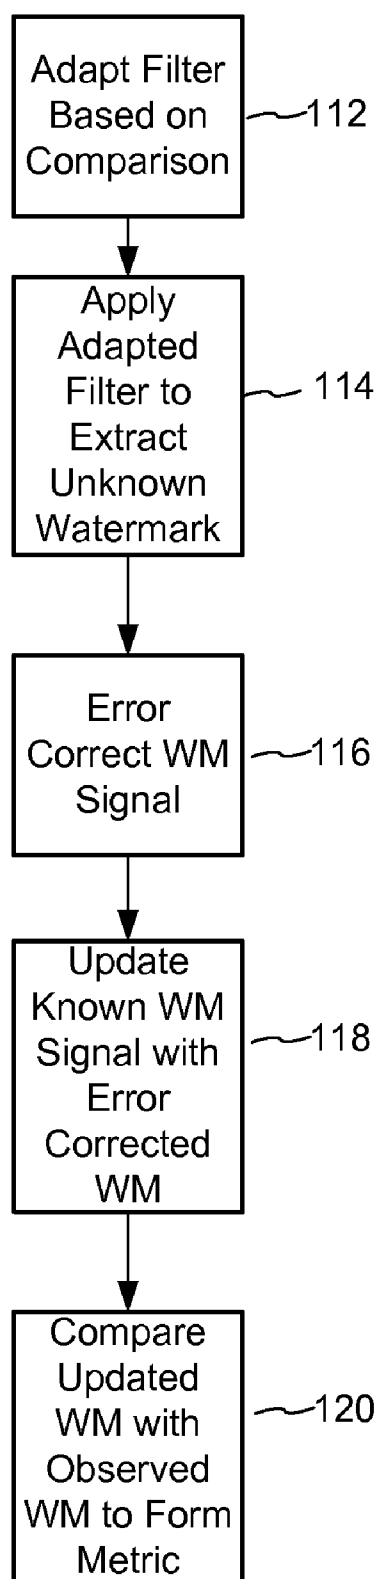 Adapt Filter
Based on
Comparison
112
Apply
Adapted
Filter to
Extract
Unknown
Watermark
114
Error
Correct WM
Signal
116
Update
Known WM
Signal with
Error
Corrected
WM
118
Compare
Updated
WM with
Observed
WM to Form
Metric
120